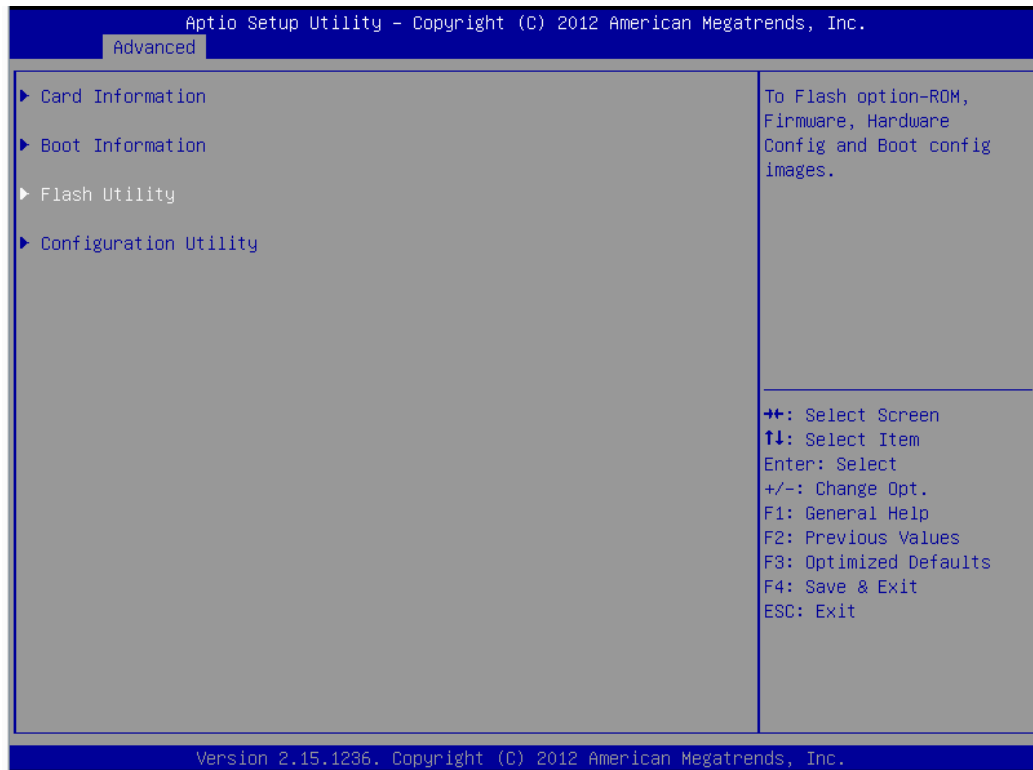 Aptio Setup Utility – Copyright (C) 2012 American Megatrends, Inc.
Advanced
▶ Card Information
▶ Boot Information
▶ Flash Utility
▶ Configuration Utility
To Flash option-ROM,
Firmware, Hardware
Config and Boot config
images.
→←: Select Screen
↑↓: Select Item
Enter: Select
+/-: Change Opt.
F1: General Help
F2: Previous Values
F3: Optimized Defaults
F4: Save & Exit
ESC: Exit
Version 2.15.1236. Copyright (C) 2012 American Megatrends, Inc.